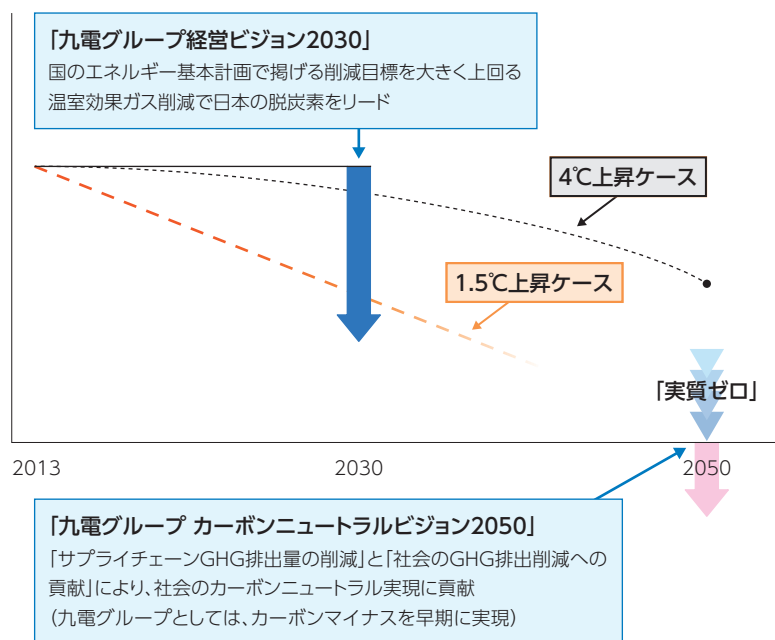 「九電グループ経営ビジョン2030」
国のエネルギー基本計画で掲げる削減目標を大きく上回る
温室効果ガス削減で日本の脱炭素をリード
4℃上昇ケース
1.5℃上昇ケース
「実質ゼロ」
2013
2030
2050
「九電グループ カーボンニュートラルビジョン2050」
「サプライチェーンGHG排出量の削減」と「社会のGHG排出削減への
貢献」により、社会のカーボンニュートラル実現に貢献
(九電グループとしては、カーボンマイナスを早期に実現)